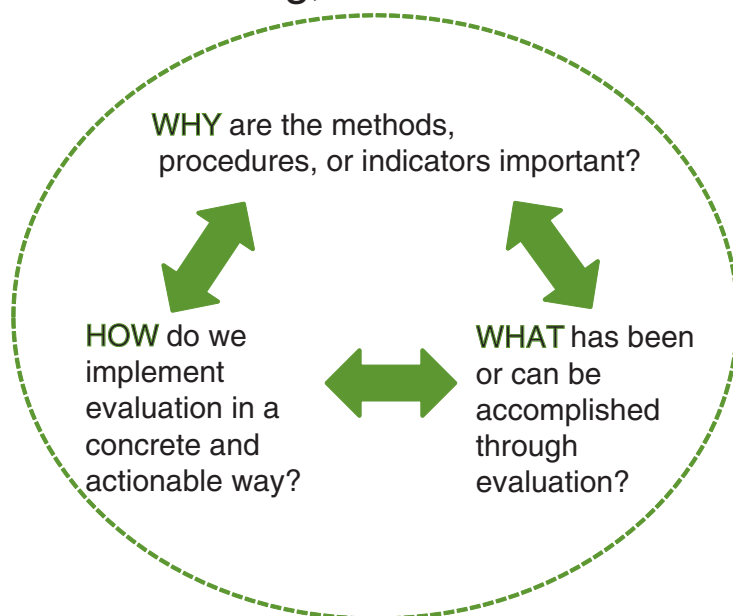 WHY are the methods,
procedures, or indicators important?
HOW do we
implement
evaluation in a
concrete and
actionable way?
WHAT has been
or can be
accomplished
through
evaluation?